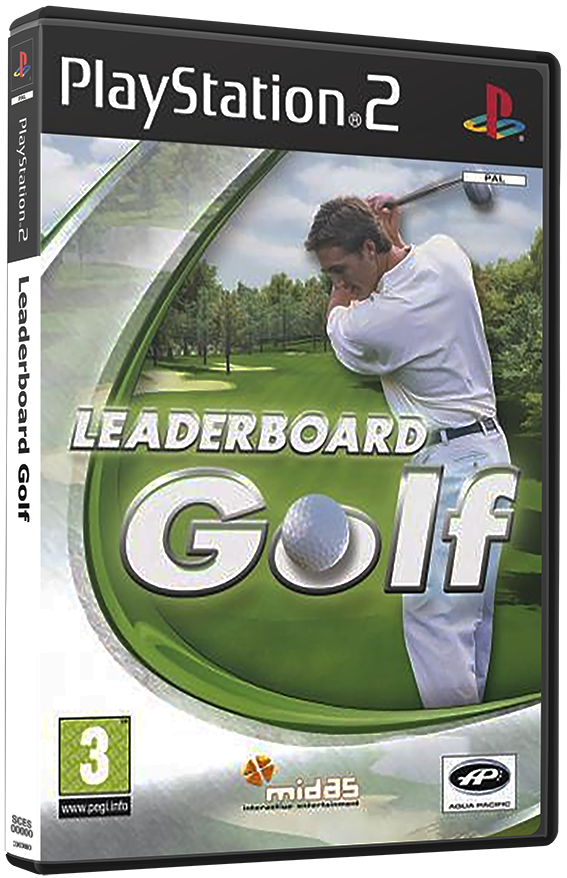 PlayStation®2
PAL
LEADERBOARD
Golf
3
www.pegi.info
midas
interactive entertainment
AP
AQUA PACIFIC
PAL
PlayStation®2
Leaderboard Golf
SCES
00000